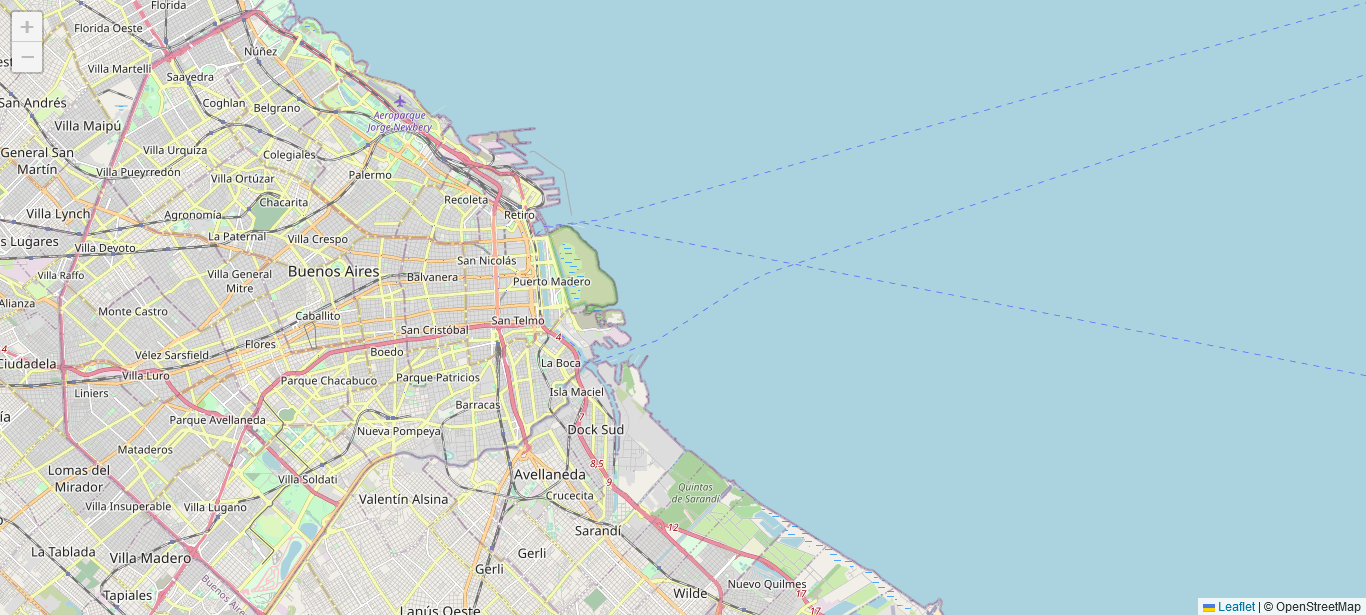 Florida
+
Florida Oeste
Núñez
−
Villa Martelli
Saavedra
San Andrés
Coghlan
Belgrano
Aeroparque
Jorge Newbery
Villa Maipú
General San
Martín
Villa Urquiza
Colegiales
Villa Pueyrredón
Villa Ortúzar
Palermo
Chacarita
Recoleta
Villa Lynch
Agronomía
Retiro
La Paternal
Villa Crespo
s Lugares
Villa Devoto
San Nicolás
Villa Raffo
Villa General
Mitre
Buenos Aires
Balvanera
Puerto Madero
Alianza
Monte Castro
Caballito
San Telmo
San Cristóbal
4
4
Flores
Boedo
Vélez Sarsfield
Ciudadela
Villa Luro
La Boca
Parque Chacabuco
Parque Patricios
Liniers
Isla Maciel
Barracas
7
Parque Avellaneda
Nueva Pompeya
Dock Sud
Mataderos
8,5
Lomas del
Mirador
Villa Soldati
Avellaneda
9
Quintas
de Sarandí
Valentín Alsina
Crucecita
Villa Insuperable
Villa Lugano
Sarandí
12
La Tablada
Villa Madero
Gerli
Gerli
Nuevo Quilmes
Buenos Aire
Tapiales
Wilde
17
17
Lanús Oeste
Leaflet | © OpenStreetMap